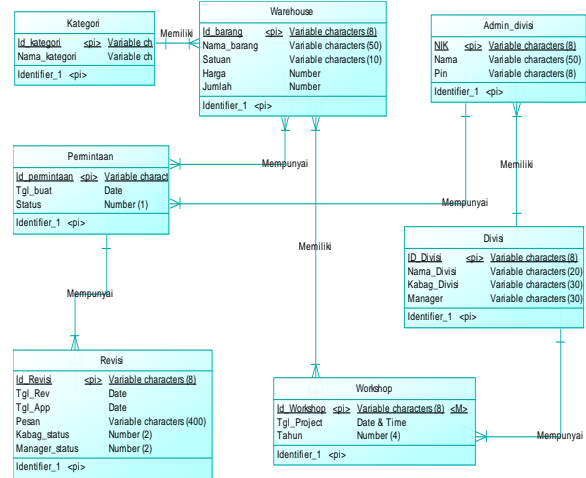 Kategori
Id_kategori <pi> Variable ch
Nama_kategori Variable ch
Identifier_1 <pi>
Memiliki
Warehouse
Id_barang <pi> Variable characters (8)
Nama_barang Variable characters (50)
Satuan Variable characters (10)
Harga Number
Jumlah Number
Identifier_1 <pi>
Admin_divisi
NIK <pi> Variable characters (8)
Nama Variable characters (50)
Pin Variable characters (8)
Identifier_1 <pi>
Mempunyai
Memiliki
Permintaan
Id_permintaan <pi> Variable charact
Tgl_buat Date
Status Number (1)
Identifier_1 <pi>
Mempunyai
Memiliki
Divisi
ID_Divisi <pi> Variable characters (8)
Nama_Divisi Variable characters (20)
Kabag_Divisi Variable characters (30)
Manager Variable characters (30)
Identifier_1 <pi>
Mempunyai
Revisi
Id_Revisi <pi> Variable characters (8)
Tgl_Rev Date
Tgl_App Date
Pesan Variable characters (400)
Kabag_status Number (2)
Manager_status Number (2)
Identifier_1 <pi>
Workshop
Id_Workshop <pi> Variable characters (8) <M>
Tgl_Project Date & Time
Tahun Number (4)
Identifier_1 <pi>
Mempunyai